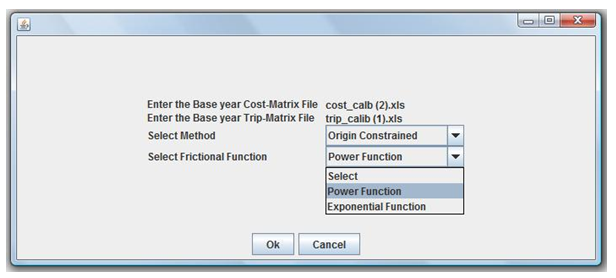 Enter the Base year Cost-Matrix File cost_calb (2).xls
Enter the Base year Trip-Matrix File trip_calib (1).xls
Select Method Origin Constrained
Select Frictional Function Power Function
Select
Power Function
Exponential Function
Ok Cancel